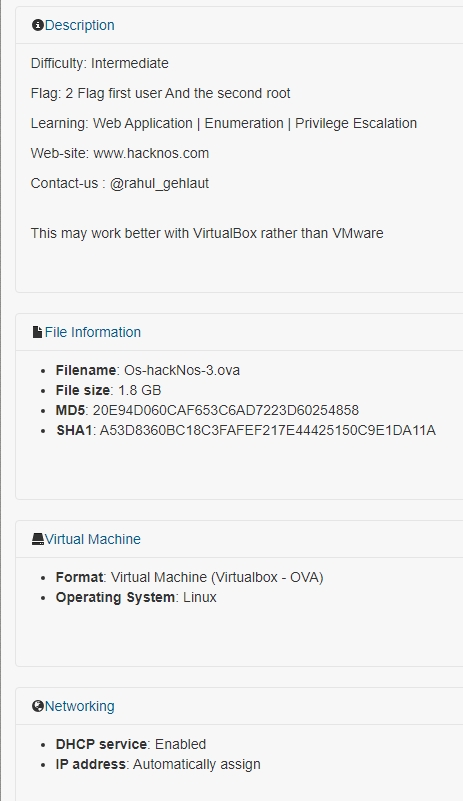 Description
Difficulty: Intermediate
Flag: 2 Flag first user And the second root
Learning: Web Application | Enumeration | Privilege Escalation
Web-site: www.hacknos.com
Contact-us : @rahul_gehlaut
This may work better with VirtualBox rather than VMware
File Information
Filename: Os-hackNos-3.ova
File size: 1.8 GB
MD5: 20E94D060CAF653C6AD7223D60254858
SHA1: A53D8360BC18C3FAFEF217E44425150C9E1DA11A
Virtual Machine
Format: Virtual Machine (Virtualbox - OVA)
Operating System: Linux
Networking
DHCP service: Enabled
IP address: Automatically assign